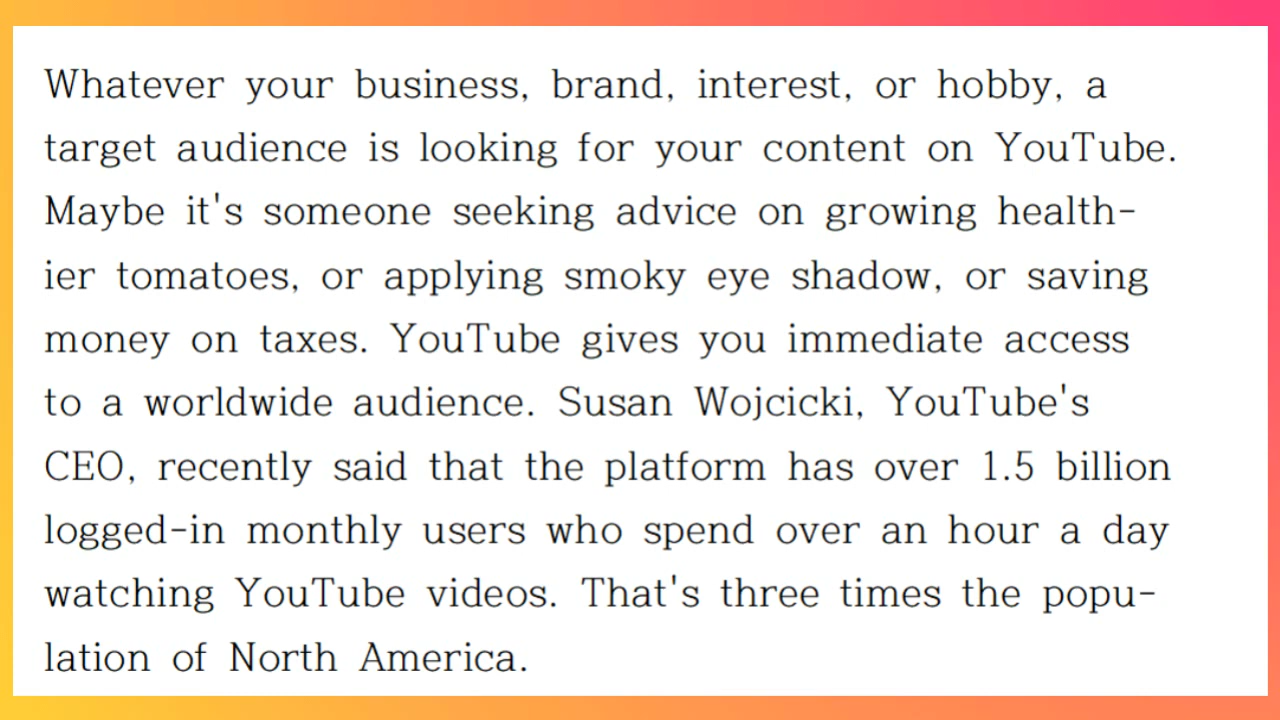 Whatever your business, brand, interest, or hobby, a
target audience is looking for your content on YouTube.
Maybe it's someone seeking advice on growing health-
ier tomatoes, or applying smoky eye shadow, or saving
money on taxes. YouTube gives you immediate access
to a worldwide audience. Susan Wojcicki, YouTube's
CEO, recently said that the platform has over 1.5 billion
logged-in monthly users who spend over an hour a day
watching YouTube videos. That's three times the popu-
lation of North America.